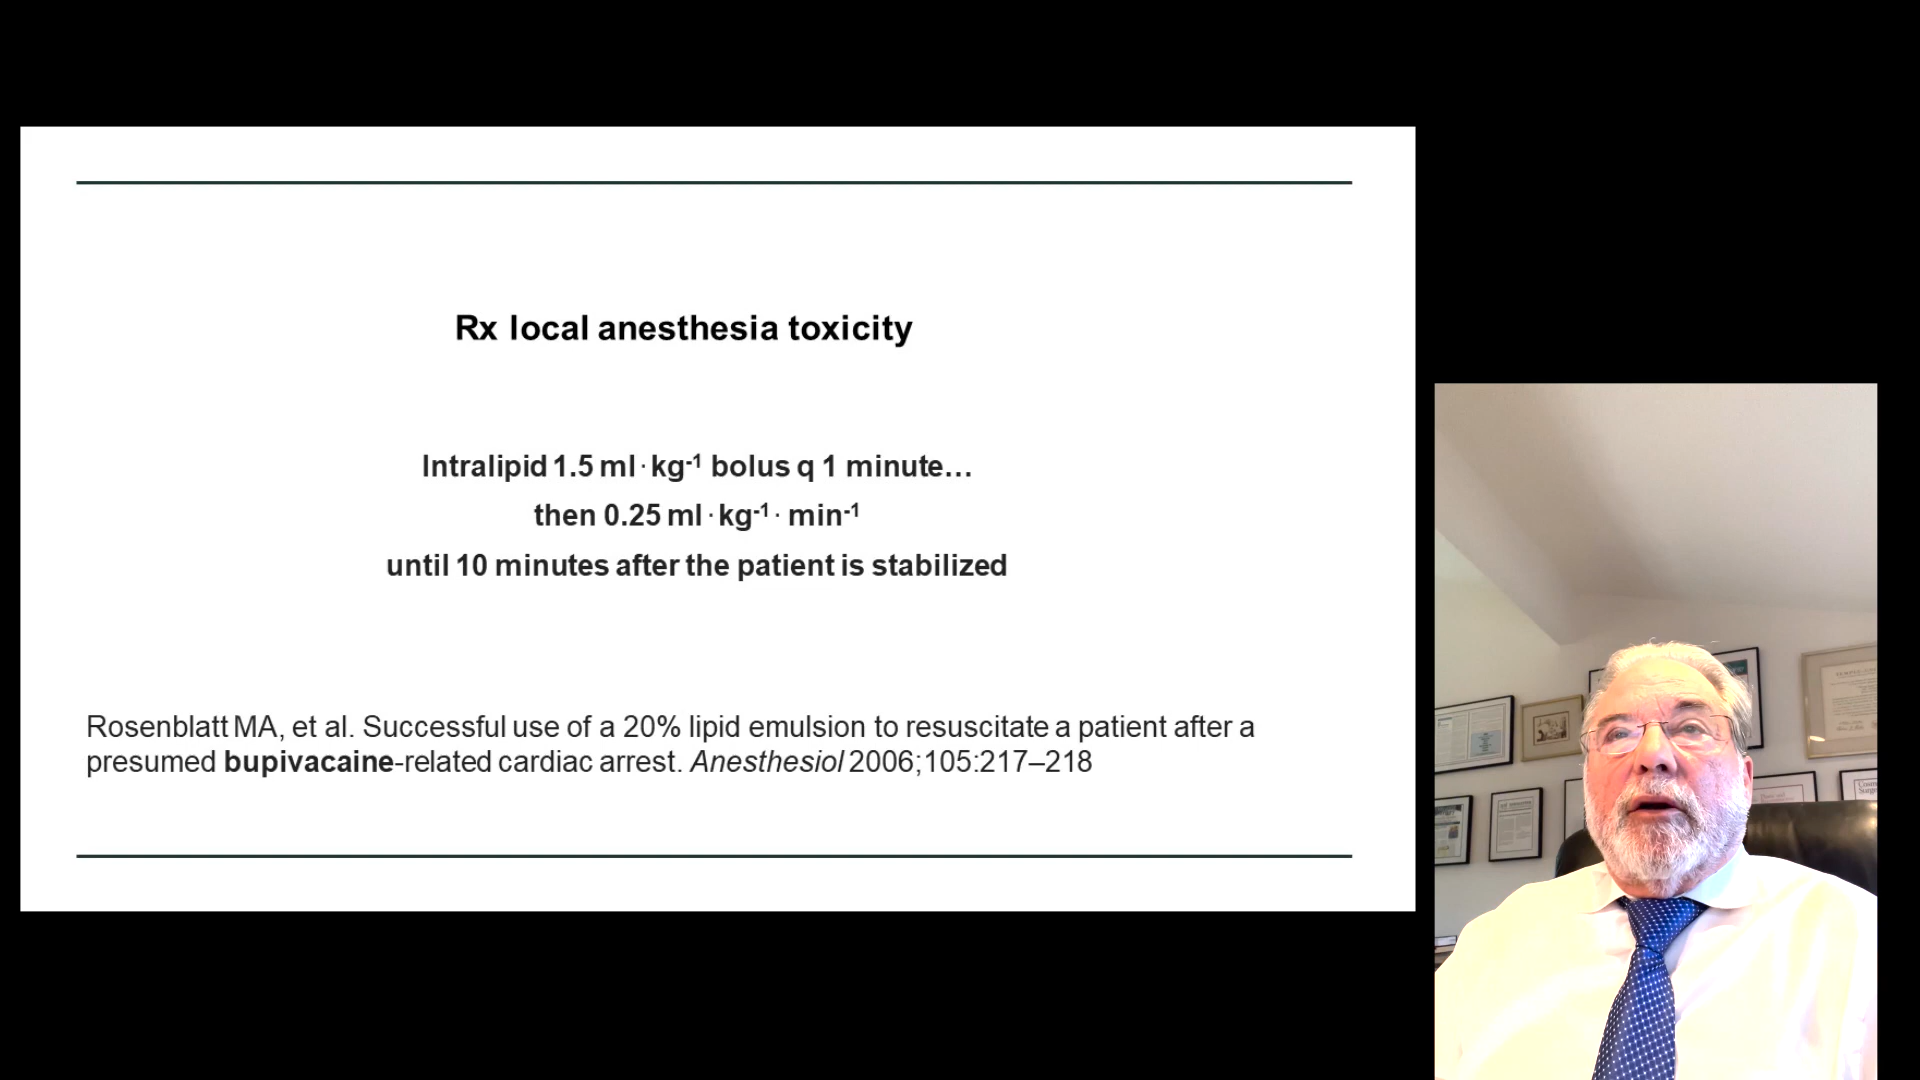 Rx local anesthesia toxicity
Intralipid 1.5 ml·kg⁻¹ bolus q 1 minute…
then 0.25 ml·kg⁻¹· min⁻¹
until 10 minutes after the patient is stabilized
Rosenblatt MA, et al. Successful use of a 20% lipid emulsion to resuscitate a patient after a
presumed bupivacaine-related cardiac arrest. Anesthesiol 2006;105:217–218